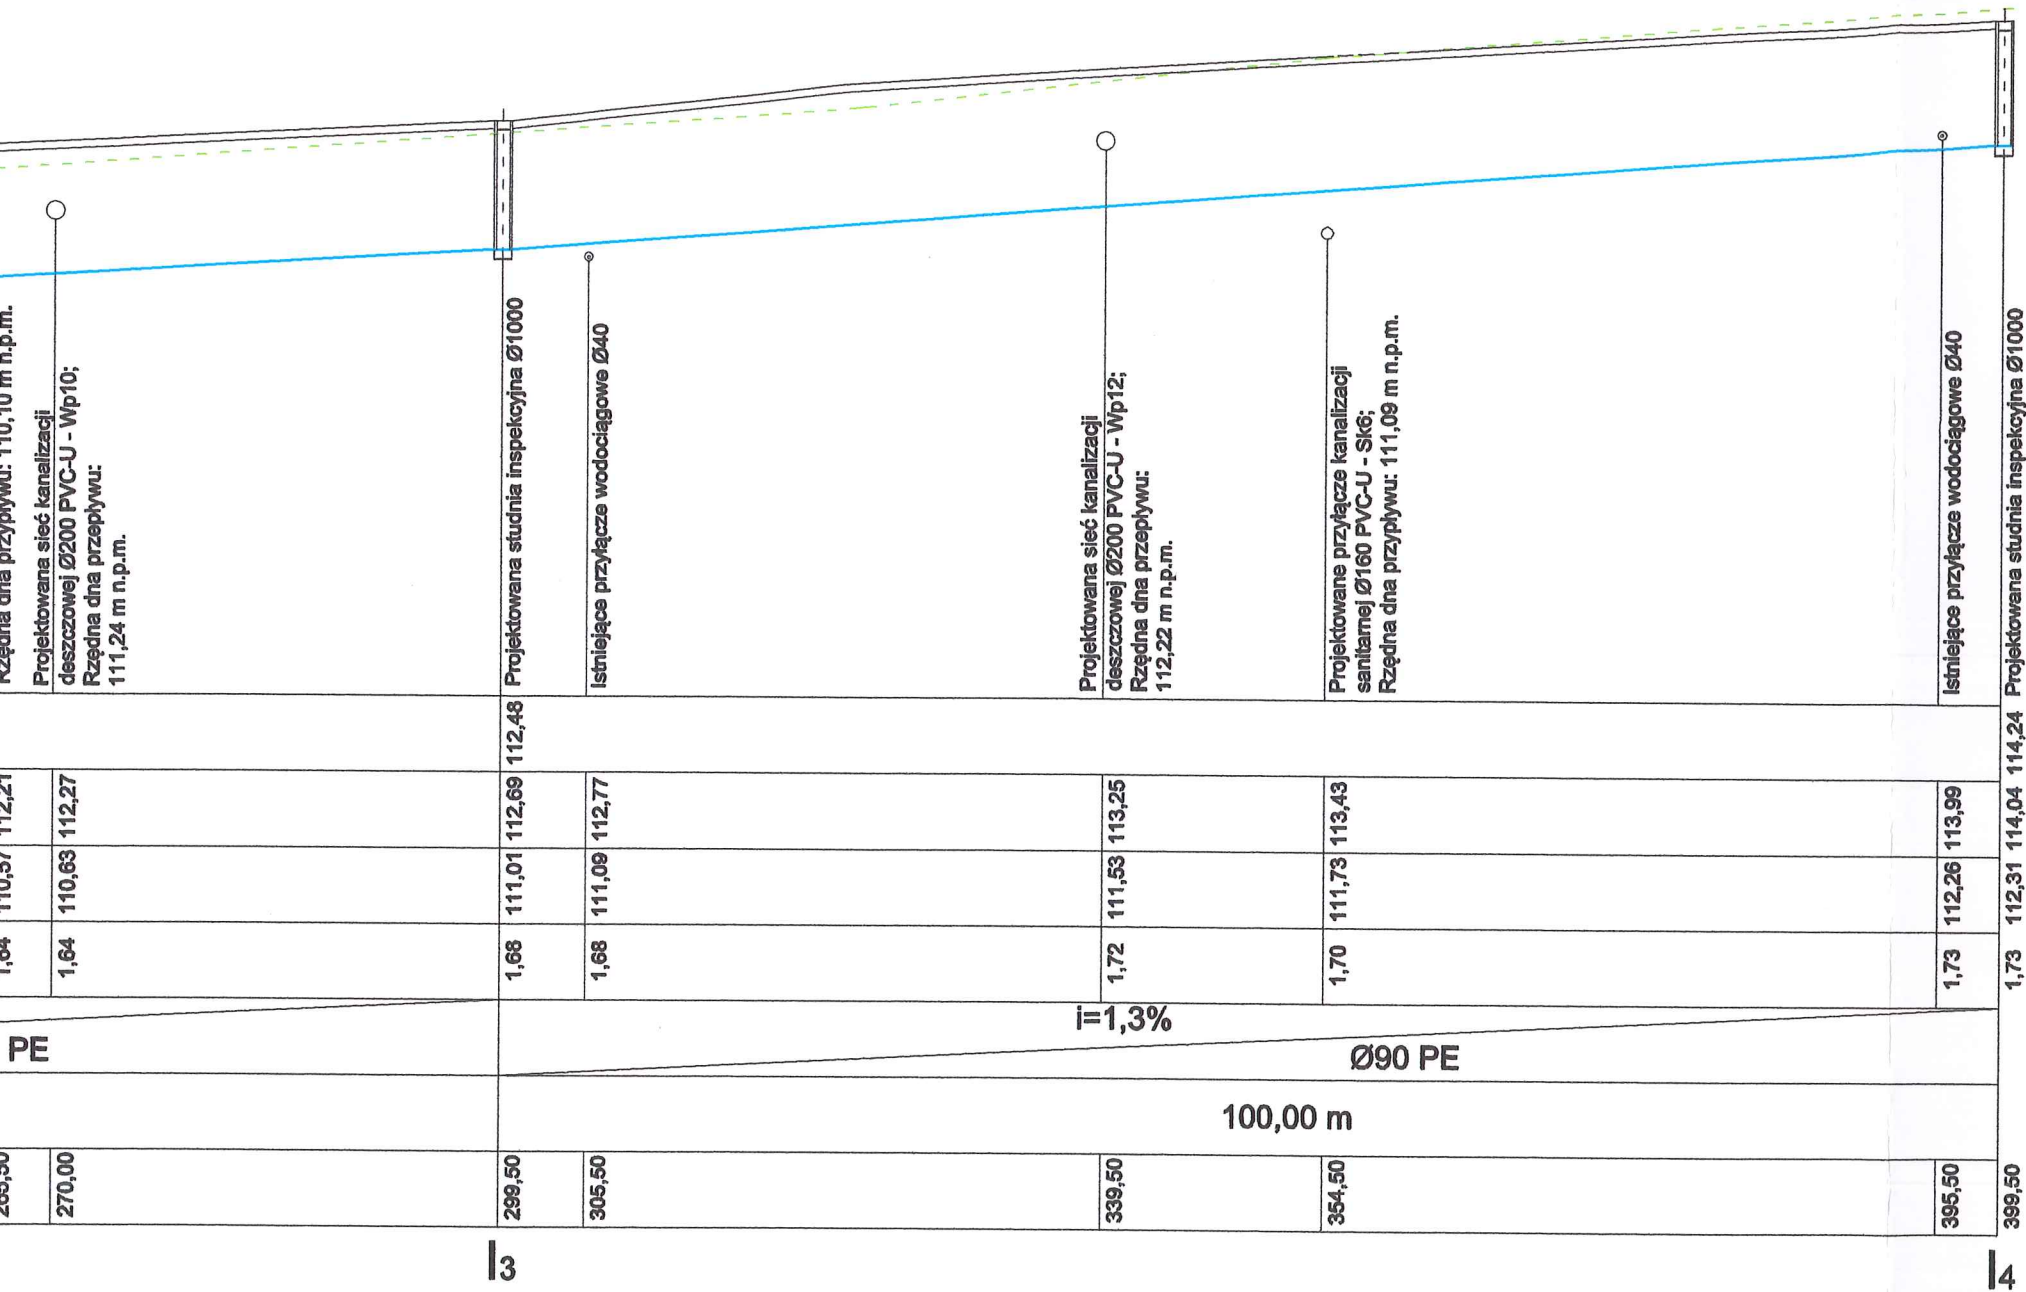 Rzędna dna przypływu: 110,10 m n.p.m.
Projektowana sieć kanalizacji
deszczowej Ø200 PVC-U - Wp10;
Rzędna dna przepływu:
111,24 m n.p.m.
Projektowana studnia inspekcyjna Ø1000
Istniejące przyłącze wodociągowe Ø40
Projektowana sieć kanalizacji
deszczowej Ø200 PVC-U - Wp12;
Rzędna dna przepływu:
112,22 m n.p.m.
Projektowane przyłącze kanalizacji
sanitarnej Ø160 PVC-U - Sk6;
Rzędna dna przypływu: 111,09 m n.p.m.
Istniejące przyłącze wodociągowe Ø40
Projektowana studnia inspekcyjna Ø1000
112,48 114,24
112,21 112,27 112,69 112,77 113,25 113,43 113,99 114,04
110,57 110,63 111,01 111,09 111,53 111,73 112,26 112,31
1,64 1,64 1,68 1,68 1,72 1,70 1,73 1,73
i=1,3%
PE Ø90 PE
100,00 m
265,50 270,00 299,50 305,50 339,50 354,50 395,50 399,50
I3 I4